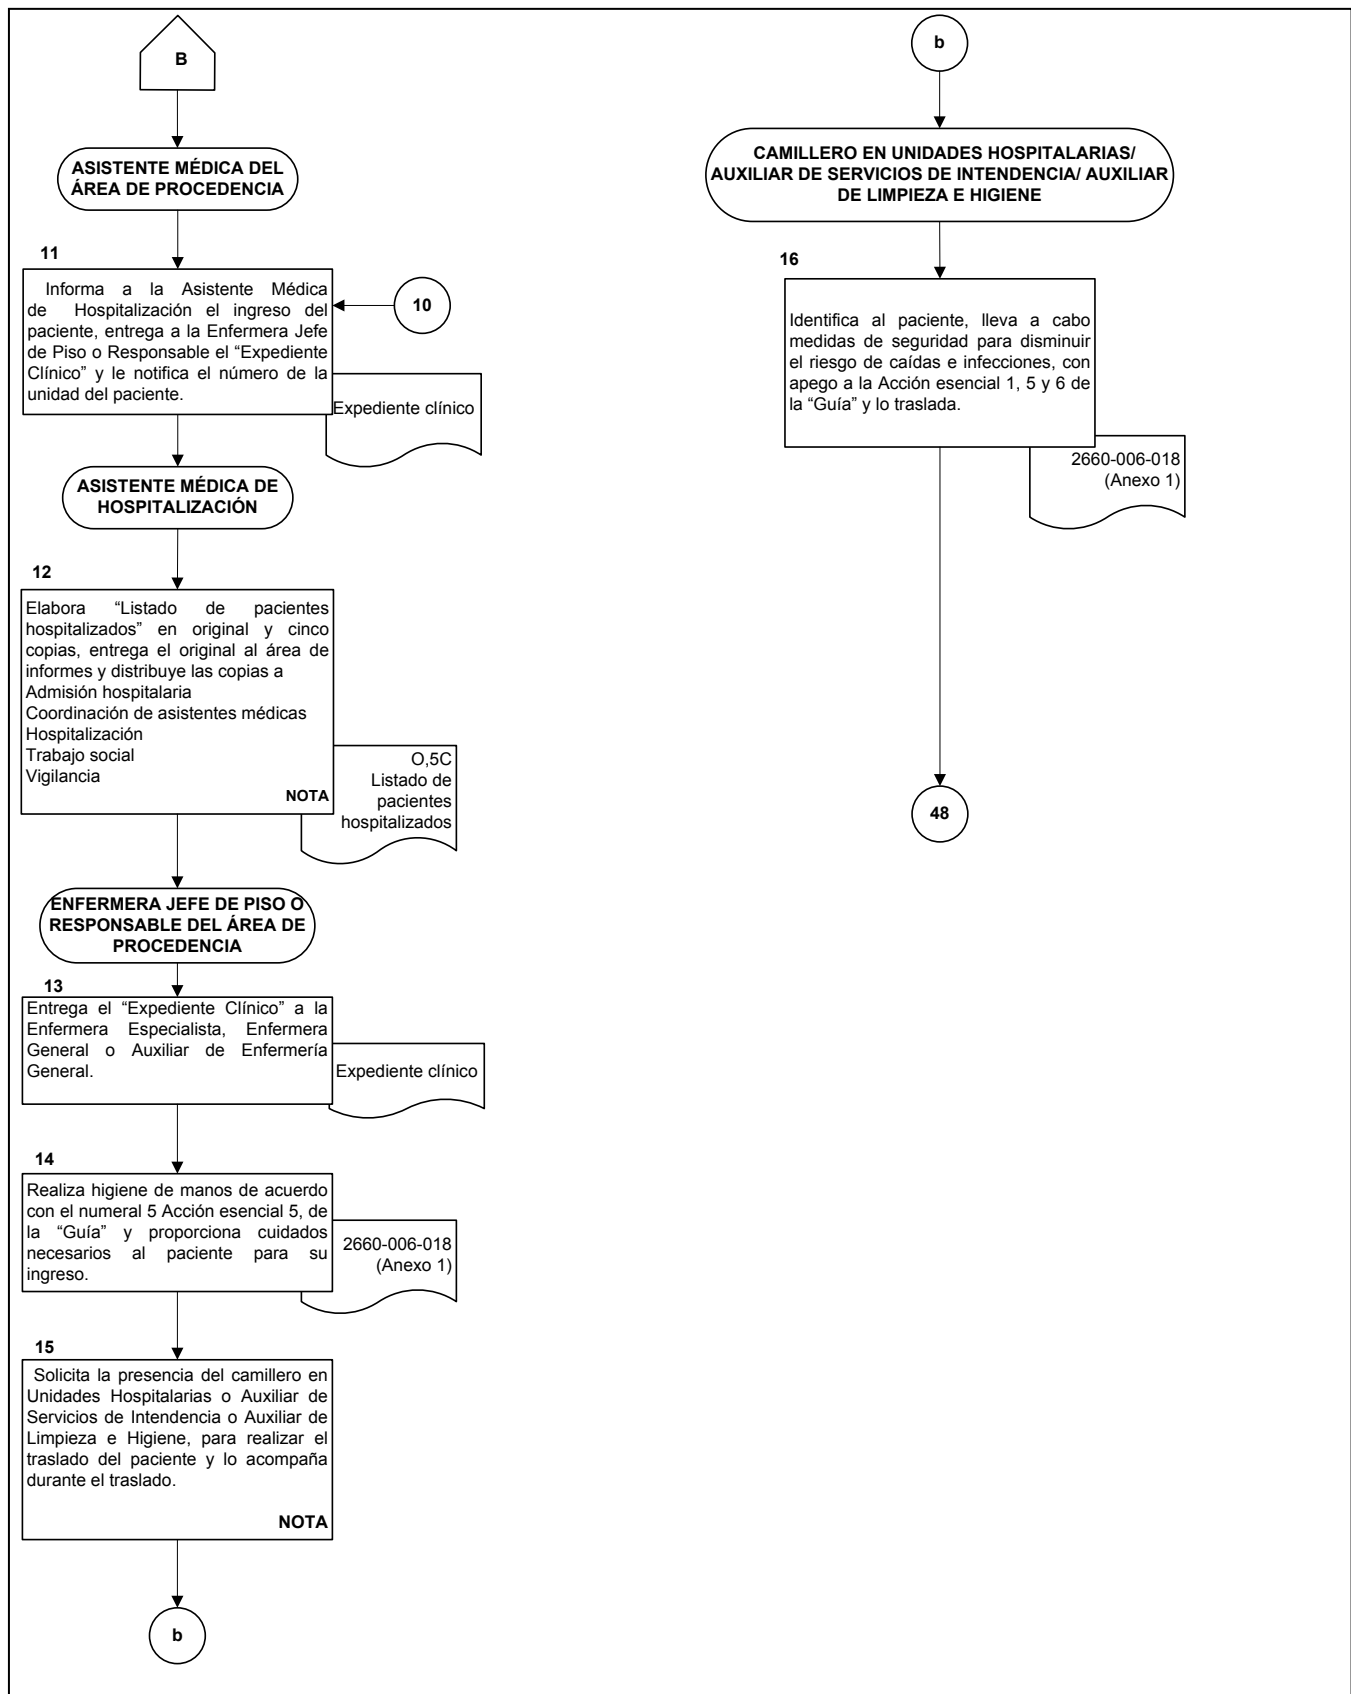 B
ASISTENTE MÉDICA DEL
ÁREA DE PROCEDENCIA
11
Informa a la Asistente Médica
de Hospitalización el ingreso del
paciente, entrega a la Enfermera Jefe
de Piso o Responsable el “Expediente
Clínico” y le notifica el número de la
unidad del paciente.
10
Expediente clínico
ASISTENTE MÉDICA DE
HOSPITALIZACIÓN
12
Elabora “Listado de pacientes
hospitalizados” en original y cinco
copias, entrega el original al área de
informes y distribuye las copias a
Admisión hospitalaria
Coordinación de asistentes médicas
Hospitalización
Trabajo social
Vigilancia
NOTA
O,5C
Listado de
pacientes
hospitalizados
ENFERMERA JEFE DE PISO O
RESPONSABLE DEL ÁREA DE
PROCEDENCIA
13
Entrega el “Expediente Clínico” a la
Enfermera Especialista, Enfermera
General o Auxiliar de Enfermería
General.
Expediente clínico
14
Realiza higiene de manos de acuerdo
con el numeral 5 Acción esencial 5, de
la “Guía” y proporciona cuidados
necesarios al paciente para su
ingreso.
2660-006-018
(Anexo 1)
15
Solicita la presencia del camillero en
Unidades Hospitalarias o Auxiliar de
Servicios de Intendencia o Auxiliar de
Limpieza e Higiene, para realizar el
traslado del paciente y lo acompaña
durante el traslado.
NOTA
b
b
CAMILLERO EN UNIDADES HOSPITALARIAS/
AUXILIAR DE SERVICIOS DE INTENDENCIA/ AUXILIAR
DE LIMPIEZA E HIGIENE
16
Identifica al paciente, lleva a cabo
medidas de seguridad para disminuir
el riesgo de caídas e infecciones, con
apego a la Acción esencial 1, 5 y 6 de
la “Guía” y lo traslada.
2660-006-018
(Anexo 1)
48